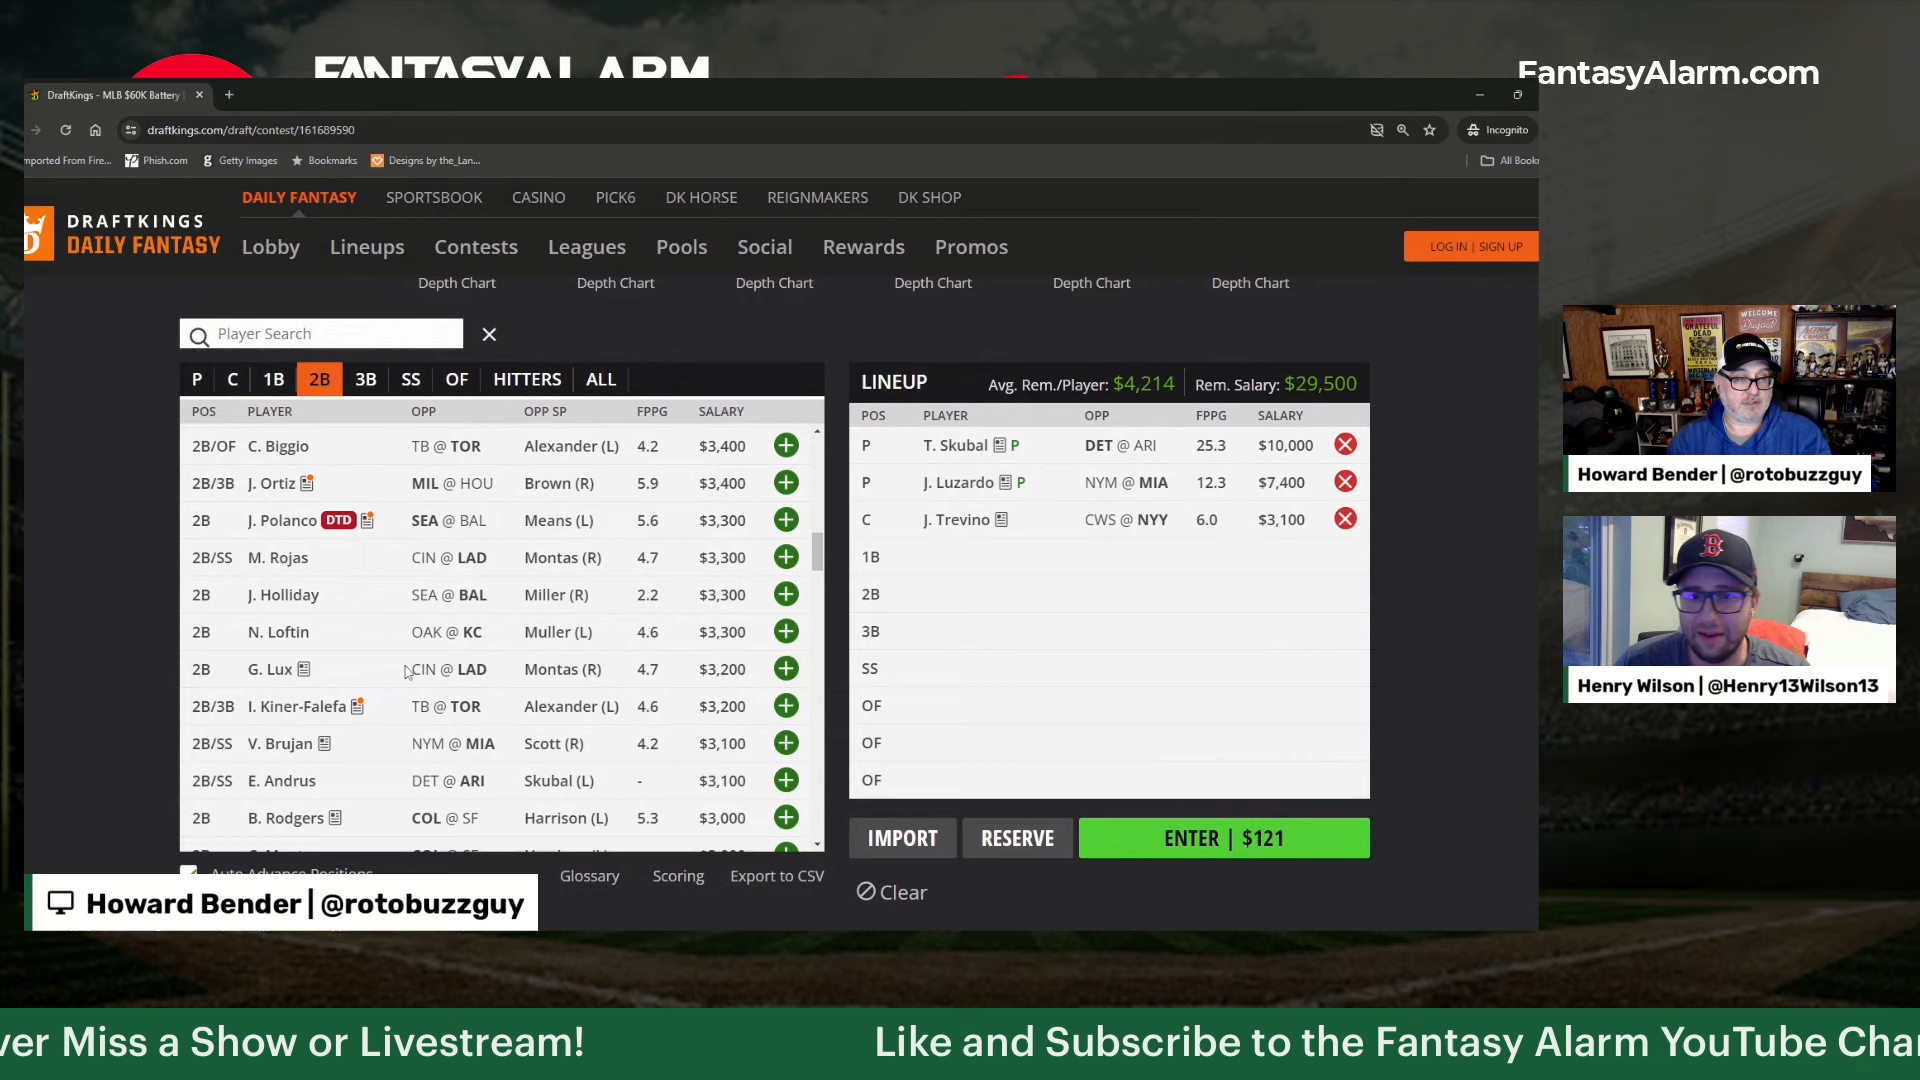 FANTASYALARM
FantasyAlarm.com
DraftKings - MLB $60K Battery
draftkings.com/draft/contest/161689590
Incognito
mported From Fire...
Phish.com
Getty Images
Bookmarks
Designs by the_Lan...
All Book
DAILY FANTASY
SPORTSBOOK
CASINO
PICK6
DK HORSE
REIGNMAKERS
DK SHOP
DRAFTKINGS
DAILY FANTASY
Lobby
Lineups
Contests
Leagues
Pools
Social
Rewards
Promos
LOG IN | SIGN UP
Depth Chart Depth Chart Depth Chart Depth Chart Depth Chart Depth Chart
Player Search
P C 1B 2B 3B SS OF HITTERS ALL
POS PLAYER OPP OPP SP FPPG SALARY
2B/OF C. Biggio TB @ TOR Alexander (L) 4.2 $3,400
2B/3B J. Ortiz MIL @ HOU Brown (R) 5.9 $3,400
2B J. Polanco DTD SEA @ BAL Means (L) 5.6 $3,300
2B/SS M. Rojas CIN @ LAD Montas (R) 4.7 $3,300
2B J. Holliday SEA @ BAL Miller (R) 2.2 $3,300
2B N. Loftin OAK @ KC Muller (L) 4.6 $3,300
2B G. Lux CIN @ LAD Montas (R) 4.7 $3,200
2B/3B I. Kiner-Falefa TB @ TOR Alexander (L) 4.6 $3,200
2B/SS V. Brujan NYM @ MIA Scott (R) 4.2 $3,100
2B/SS E. Andrus DET @ ARI Skubal (L) - $3,100
2B B. Rodgers COL @ SF Harrison (L) 5.3 $3,000
Auto Advance Positions
Glossary
Scoring
Export to CSV
LINEUP Avg. Rem./Player: $4,214 Rem. Salary: $29,500
POS PLAYER OPP FPPG SALARY
P T. Skubal P DET @ ARI 25.3 $10,000
P J. Luzardo P NYM @ MIA 12.3 $7,400
C J. Trevino CWS @ NYY 6.0 $3,100
1B
2B
3B
SS
OF
OF
OF
IMPORT
RESERVE
ENTER | $121
Clear
WELCOME
Howard Bender | @rotobuzzguy
Henry Wilson | @Henry13Wilson13
Howard Bender | @rotobuzzguy
ver Miss a Show or Livestream!
Like and Subscribe to the Fantasy Alarm YouTube Cha